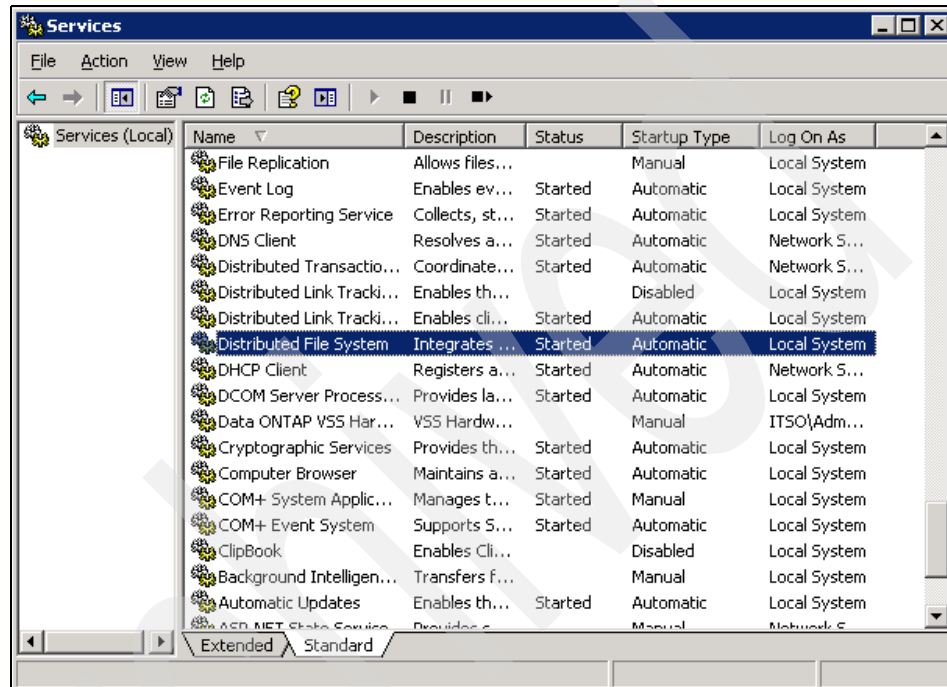 Services
File Action View Help
Services (Local)
Name Description Status Startup Type Log On As
File Replication Allows files... Manual Local System
Event Log Enables ev... Started Automatic Local System
Error Reporting Service Collects, st... Started Automatic Local System
DNS Client Resolves a... Started Automatic Network S...
Distributed Transactio... Coordinate... Started Automatic Network S...
Distributed Link Tracki... Enables th... Disabled Local System
Distributed Link Tracki... Enables cli... Started Automatic Local System
Distributed File System Integrates ... Started Automatic Local System
DHCP Client Registers a... Started Automatic Network S...
DCOM Server Process... Provides la... Started Automatic Local System
Data ONTAP VSS Har... VSS Hardw... Manual ITSO\Adm...
Cryptographic Services Provides th... Started Automatic Local System
Computer Browser Maintains a... Started Automatic Local System
COM+ System Applic... Manages t... Started Manual Local System
COM+ Event System Supports S... Started Automatic Local System
ClipBook Enables Cli... Disabled Local System
Background Intelligen... Transfers f... Manual Local System
Automatic Updates Enables th... Started Automatic Local System
ASP.NET State Service Provides s... Manual Network S...
Extended Standard